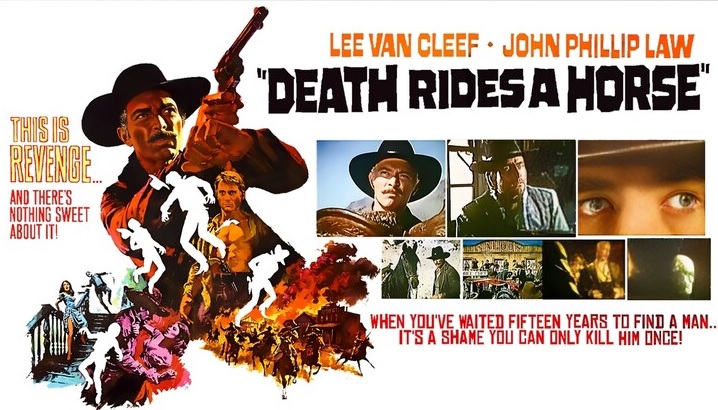 LEE VAN CLEEF · JOHN PHILLIP LAW
"DEATH RIDES A HORSE"
THIS IS
REVENGE...
AND THERE'S
NOTHING SWEET
ABOUT IT!
WHEN YOU'VE WAITED FIFTEEN YEARS TO FIND A MAN..
IT'S A SHAME YOU CAN ONLY KILL HIM ONCE!